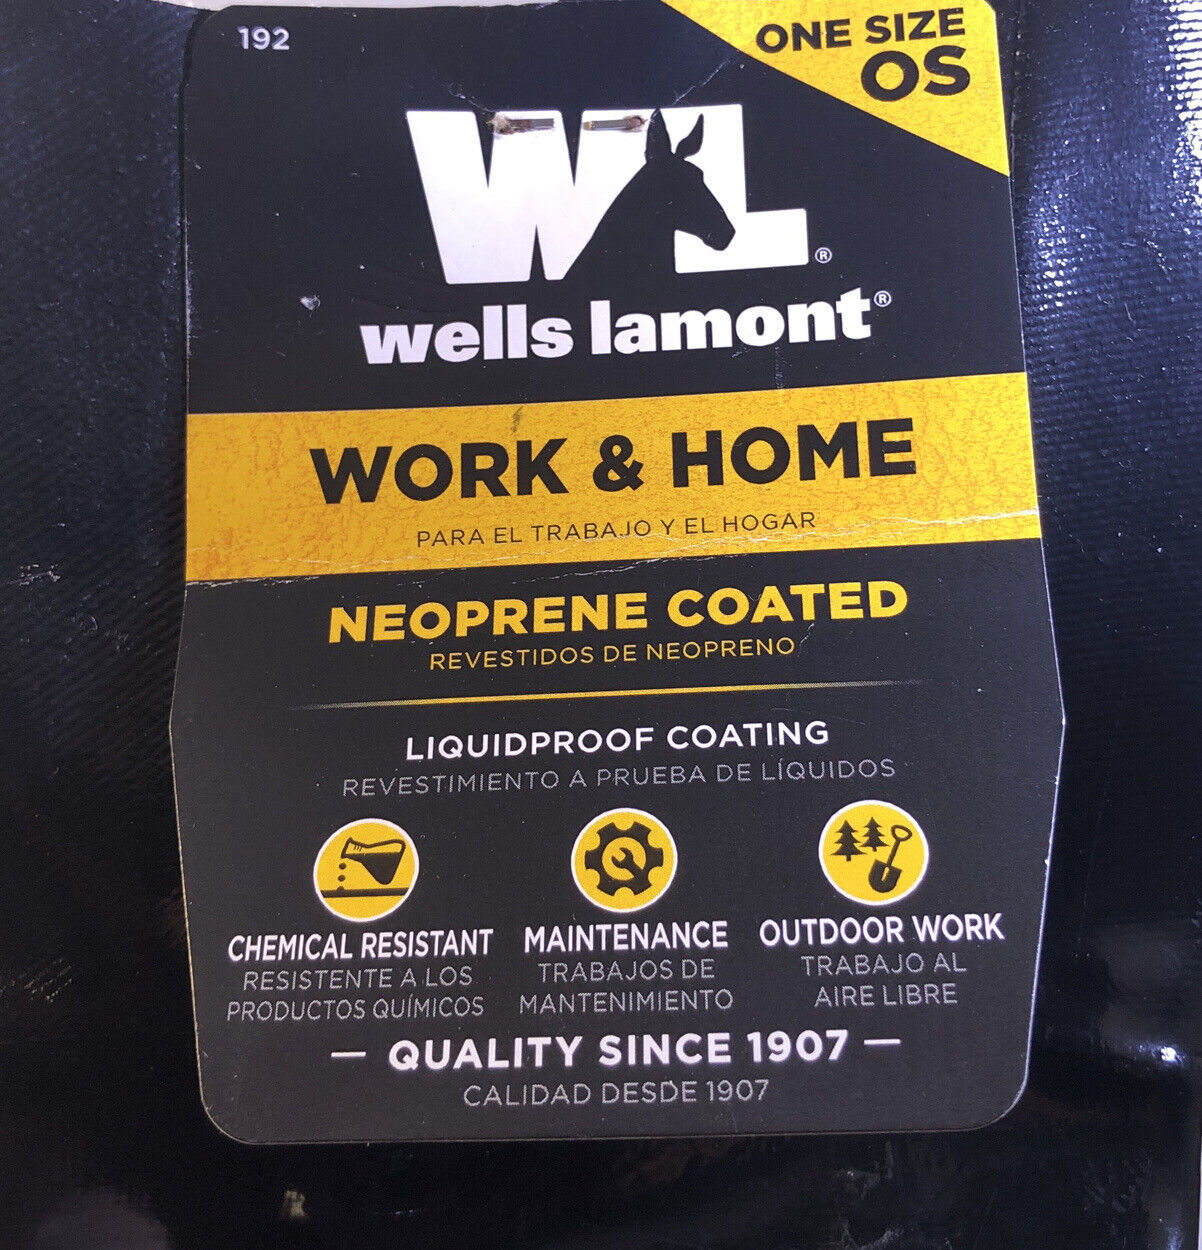 192
ONE SIZE
OS
WL®
wells lamont®
WORK & HOME
PARA EL TRABAJO Y EL HOGAR
NEOPRENE COATED
REVESTIDOS DE NEOPRENO
LIQUIDPROOF COATING
REVESTIMIENTO A PRUEBA DE LÍQUIDOS
CHEMICAL RESISTANT
RESISTENTE A LOS
PRODUCTOS QUÍMICOS
MAINTENANCE
TRABAJOS DE
MANTENIMIENTO
OUTDOOR WORK
TRABAJO AL
AIRE LIBRE
— QUALITY SINCE 1907 —
CALIDAD DESDE 1907